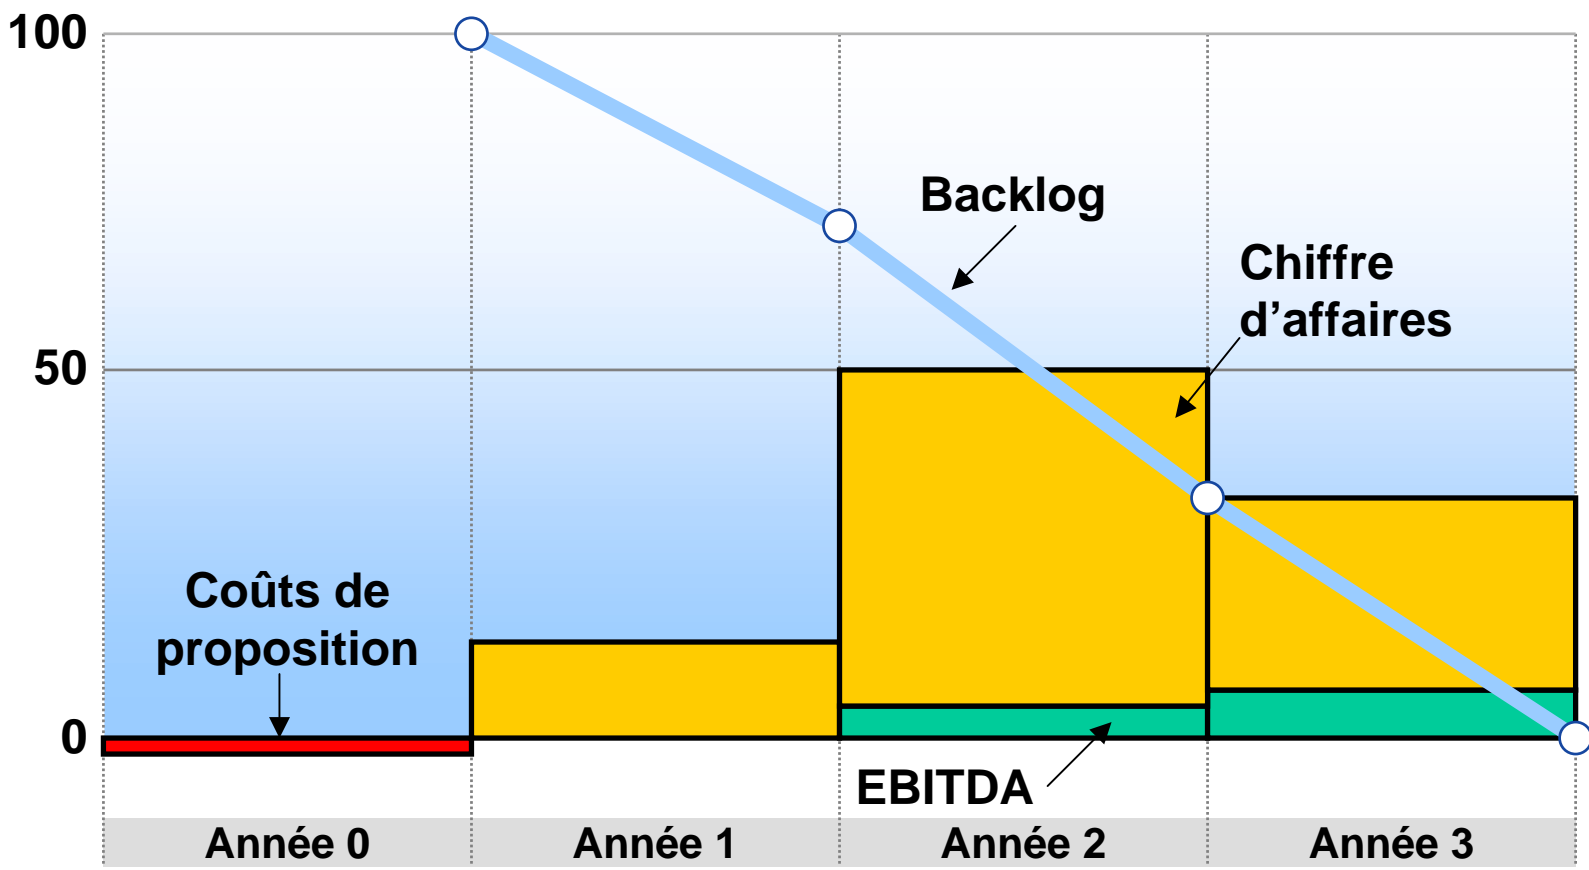 100
Backlog
Chiffre
d’affaires
50
Coûts de
proposition
0
EBITDA
Année 0
Année 1
Année 2
Année 3